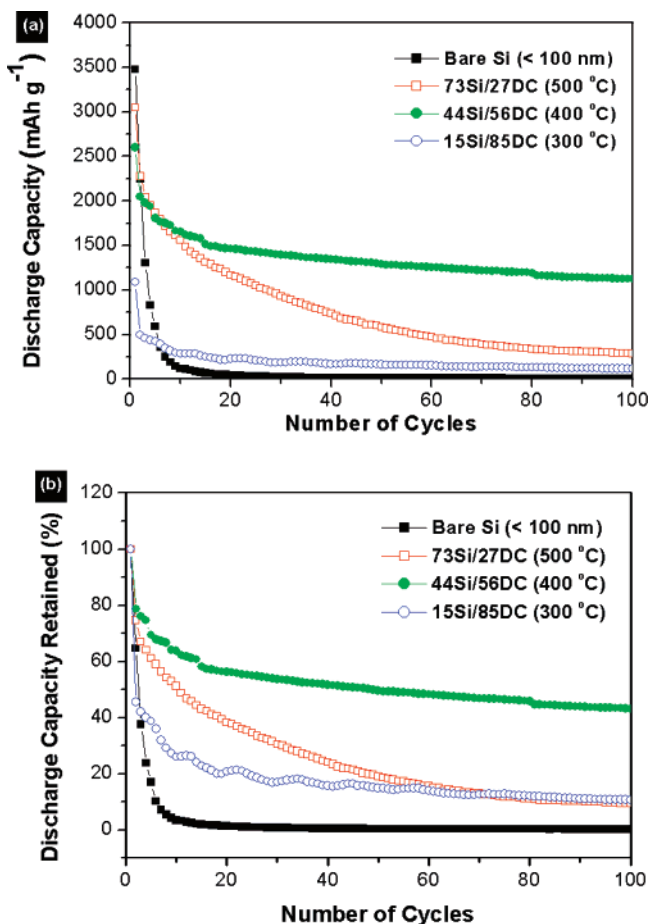 (a)
Discharge Capacity (mAh g⁻¹)
4000
3500
3000
2500
2000
1500
1000
500
0
Bare Si (< 100 nm)
73Si/27DC (500 °C)
44Si/56DC (400 °C)
15Si/85DC (300 °C)
0 20 40 60 80 100
Number of Cycles
(b)
Discharge Capacity Retained (%)
120
100
80
60
40
20
0
Bare Si (< 100 nm)
73Si/27DC (500 °C)
44Si/56DC (400 °C)
15Si/85DC (300 °C)
0 20 40 60 80 100
Number of Cycles